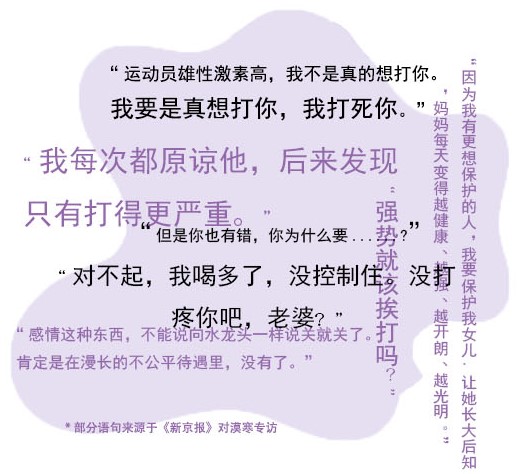 “运动员雄性激素高，我不是真的想打你。
我要是真想打你，我打死你。”
“我每次都原谅他，后来发现
只有打得更严重。”
“但是你也有错，你为什么要......?”
“对不起，我喝多了，没控制住。没打
疼你吧，老婆？”
“感情这种东西，不能说向水龙头一样说关就关了。
肯定是在漫长的不公平待遇里，没有了。”
“强势就该挨打吗？”
“因为我有更想保护的人，我要保护我女儿.让她长大后知
，妈妈每天变得越健康、越强、越开朗、越光明。”
*部分语句来源于《新京报》对漠寒专访